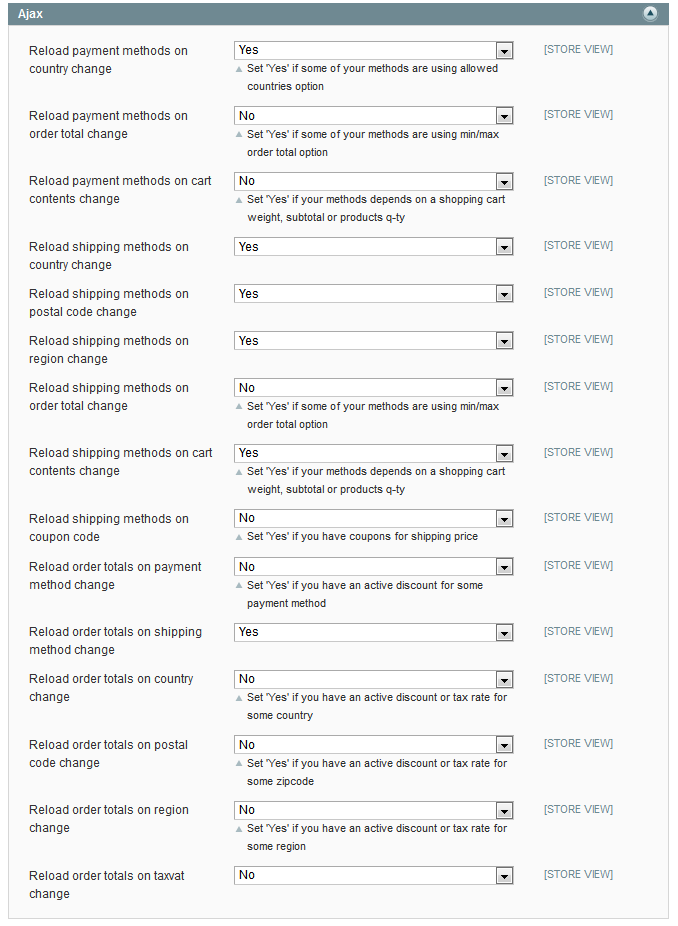 Ajax
Reload payment methods on
country change
Yes
[STORE VIEW]
Set 'Yes' if some of your methods are using allowed
countries option
Reload payment methods on
order total change
No
[STORE VIEW]
Set 'Yes' if some of your methods are using min/max
order total option
Reload payment methods on cart
contents change
No
[STORE VIEW]
Set 'Yes' if your methods depends on a shopping cart
weight, subtotal or products q-ty
Reload shipping methods on
country change
Yes
[STORE VIEW]
Reload shipping methods on
postal code change
Yes
[STORE VIEW]
Reload shipping methods on
region change
Yes
[STORE VIEW]
Reload shipping methods on
order total change
No
[STORE VIEW]
Set 'Yes' if some of your methods are using min/max
order total option
Reload shipping methods on cart
contents change
Yes
[STORE VIEW]
Set 'Yes' if your methods depends on a shopping cart
weight, subtotal or products q-ty
Reload shipping methods on
coupon code
No
[STORE VIEW]
Set 'Yes' if you have coupons for shipping price
Reload order totals on payment
method change
No
[STORE VIEW]
Set 'Yes' if you have an active discount for some
payment method
Reload order totals on shipping
method change
Yes
[STORE VIEW]
Reload order totals on country
change
No
[STORE VIEW]
Set 'Yes' if you have an active discount or tax rate for
some country
Reload order totals on postal
code change
No
[STORE VIEW]
Set 'Yes' if you have an active discount or tax rate for
some zipcode
Reload order totals on region
change
No
[STORE VIEW]
Set 'Yes' if you have an active discount or tax rate for
some region
Reload order totals on taxvat
change
No
[STORE VIEW]